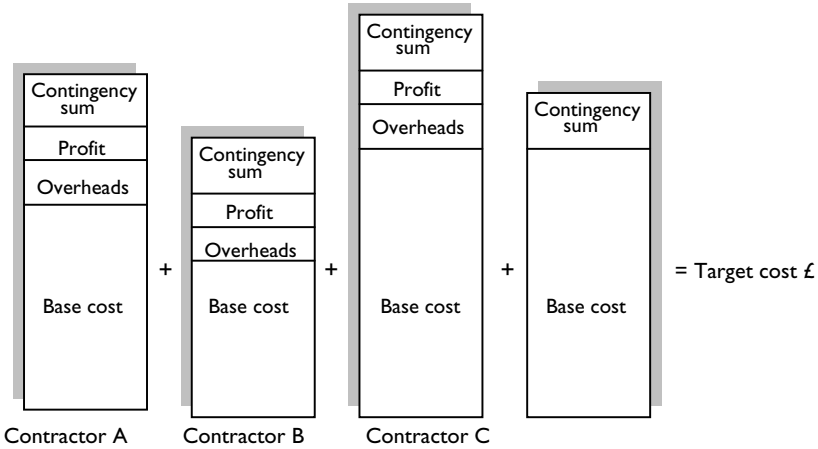 Contingency
sum
Profit
Overheads
Base cost
Contractor A
+
Contingency
sum
Profit
Overheads
Base cost
Contractor B
+
Contingency
sum
Profit
Overheads
Base cost
Contractor C
+
Contingency
sum
Base cost
= Target cost £